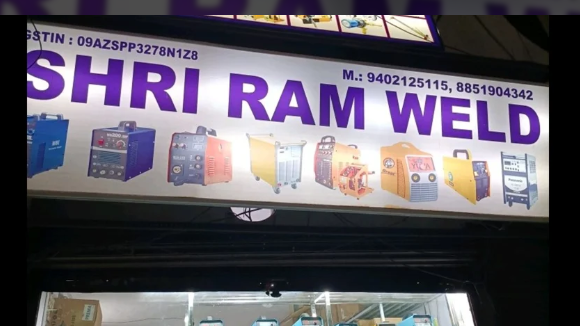 GSTIN : 09AZSPP3278N1Z8
M.: 9402125115, 8851904342
SHRI RAM WELD